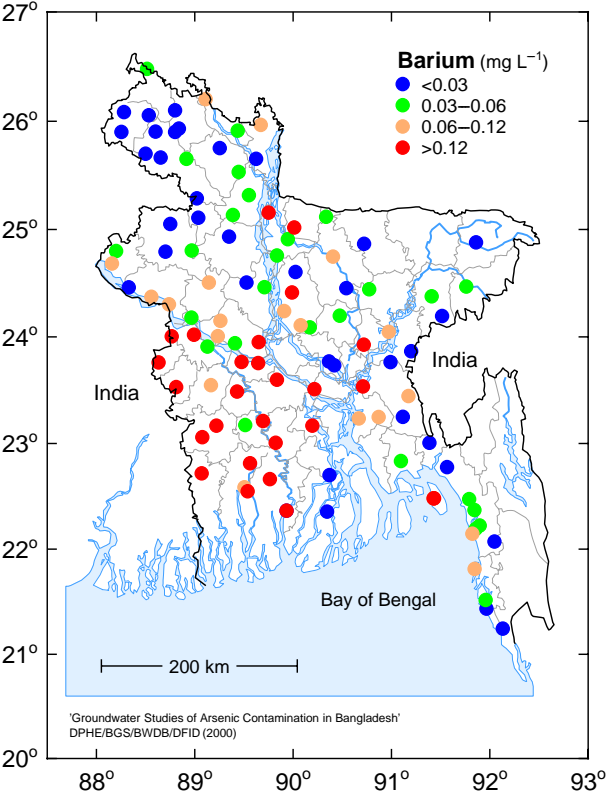 27°
Barium (mg L⁻¹)
<0.03
0.03–0.06
0.06–0.12
>0.12
26°
25°
24°
India
India
23°
22°
Bay of Bengal
21°
200 km
'Groundwater Studies of Arsenic Contamination in Bangladesh'
DPHE/BGS/BWDB/DFID (2000)
20°
88° 89° 90° 91° 92° 93°